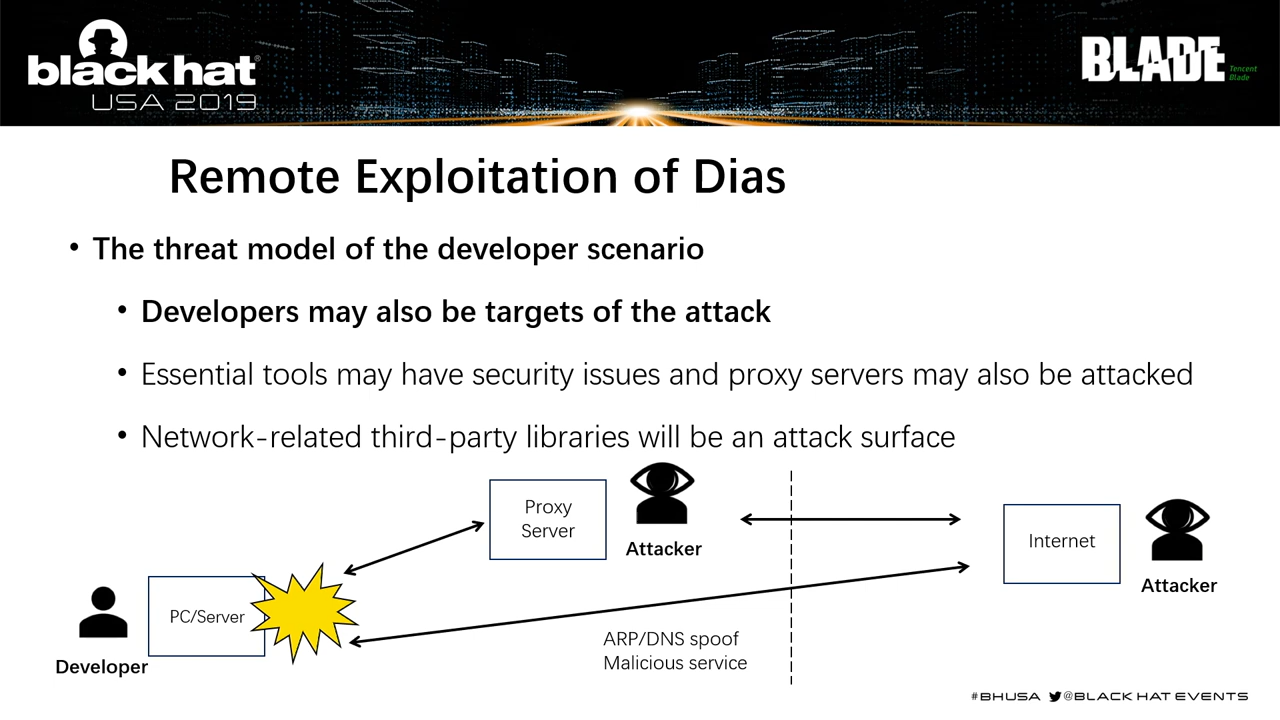 black hat®
USA 2019
BLADE
Tencent
Blade
Remote Exploitation of Dias
• The threat model of the developer scenario
• Developers may also be targets of the attack
• Essential tools may have security issues and proxy servers may also be attacked
• Network-related third-party libraries will be an attack surface
Proxy
Server
Attacker
Internet
Attacker
PC/Server
Developer
ARP/DNS spoof
Malicious service
#BHUSA @BLACK HAT EVENTS